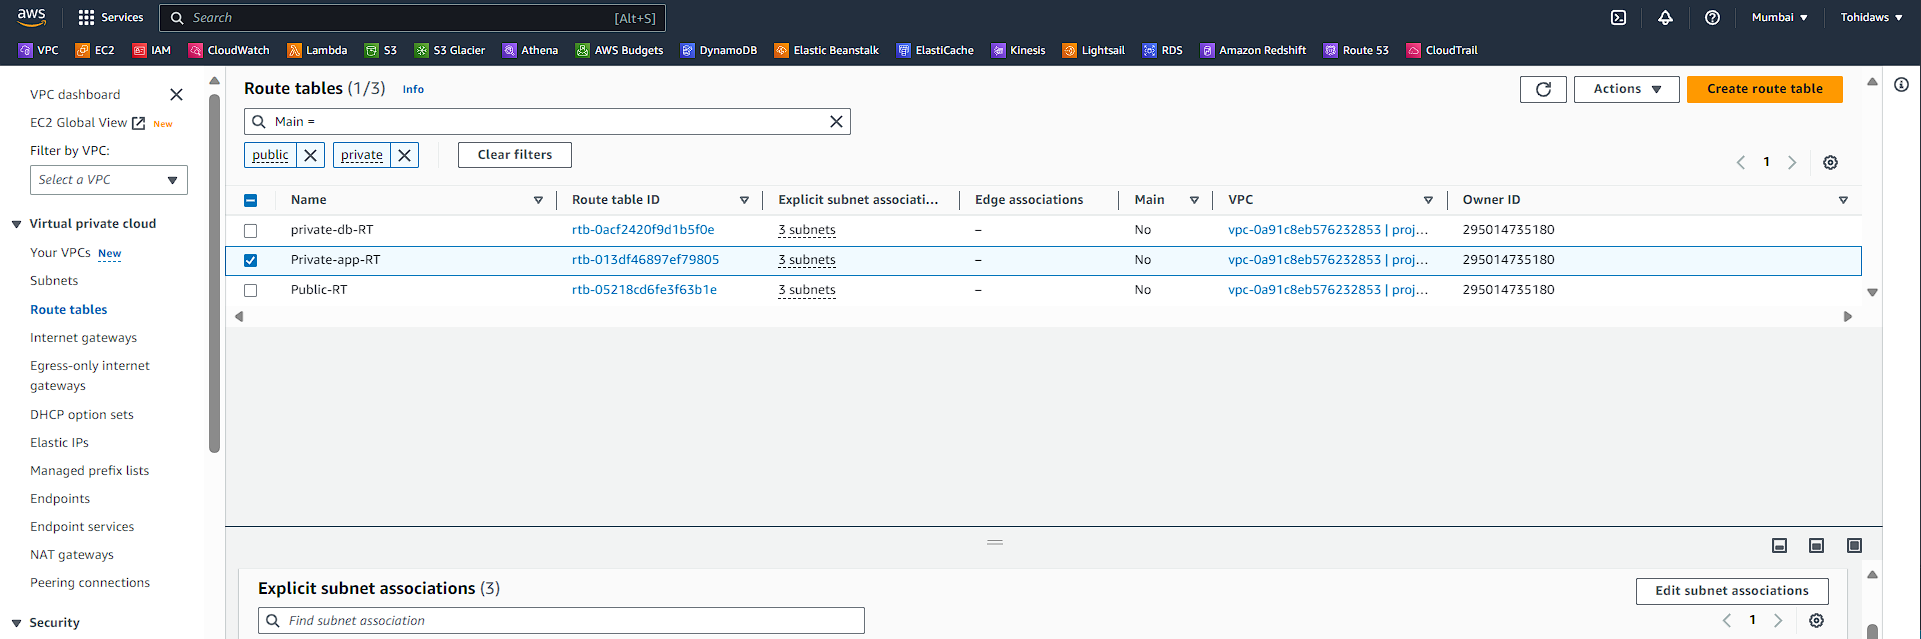 aws Services Search [Alt+S] Mumbai Tohidaws
VPC EC2 IAM CloudWatch Lambda S3 S3 Glacier Athena AWS Budgets DynamoDB Elastic Beanstalk ElastiCache Kinesis Lightsail RDS Amazon Redshift Route 53 CloudTrail
VPC dashboard
EC2 Global View New
Filter by VPC:
Select a VPC
Virtual private cloud
Your VPCs New
Subnets
Route tables
Internet gateways
Egress-only internet
gateways
DHCP option sets
Elastic IPs
Managed prefix lists
Endpoints
Endpoint services
NAT gateways
Peering connections
Security
Route tables (1/3) Info
Actions
Create route table
Main =
public private Clear filters
1
Name Route table ID Explicit subnet associati... Edge associations Main VPC Owner ID
private-db-RT rtb-0acf2420f9d1b5f0e 3 subnets – No vpc-0a91c8eb576232853 | proj... 295014735180
Private-app-RT rtb-013df46897ef79805 3 subnets – No vpc-0a91c8eb576232853 | proj... 295014735180
Public-RT rtb-05218cd6fe3f63b1e 3 subnets – No vpc-0a91c8eb576232853 | proj... 295014735180
Explicit subnet associations (3)
Edit subnet associations
Find subnet association
1